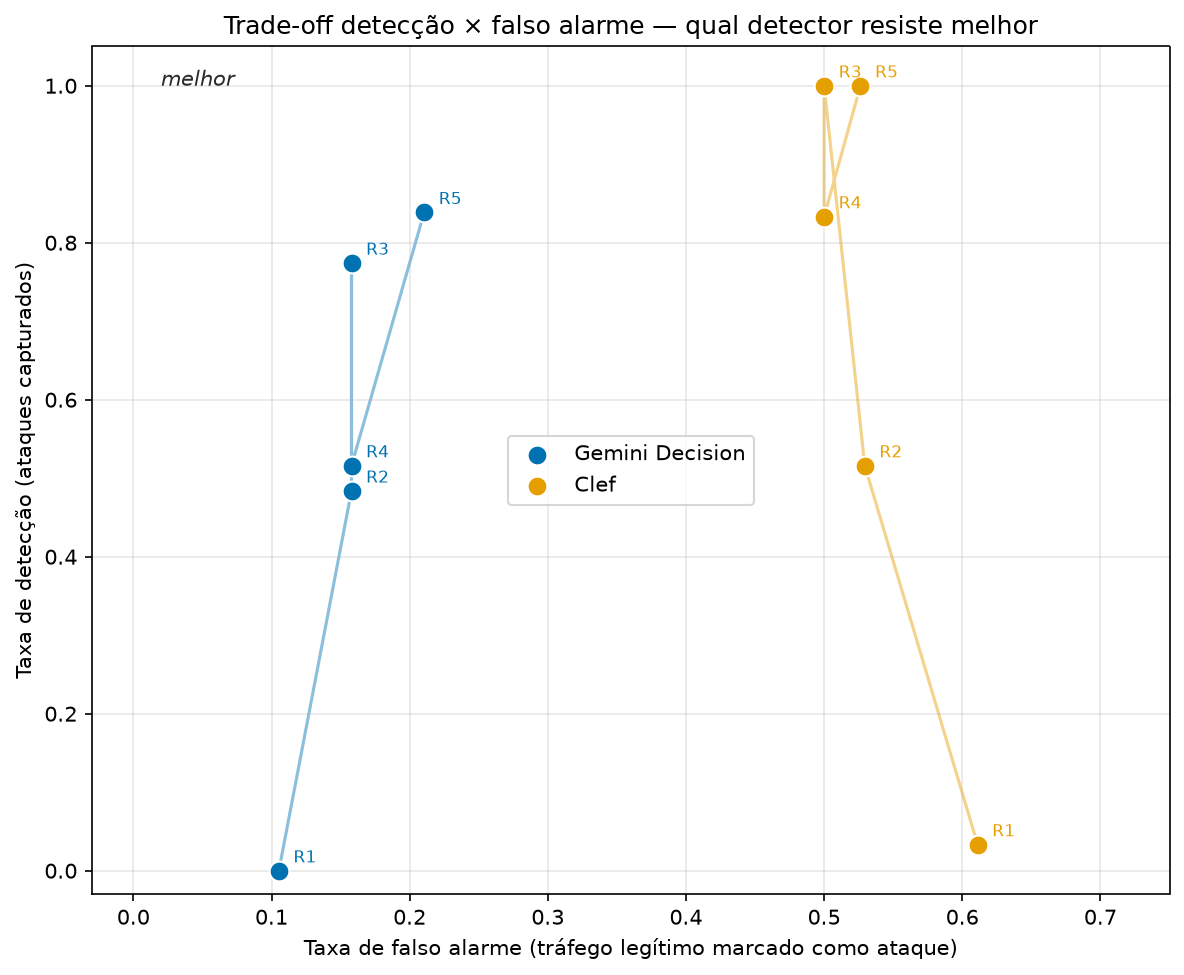 Trade-off detecção × falso alarme — qual detector resiste melhor
melhor
R3
R5
R4
R2
R1
R5
R3
R4
R2
R1
Gemini Decision
Clef
1.0
0.8
0.6
0.4
0.2
0.0
Taxa de detecção (ataques capturados)
0.0
0.1
0.2
0.3
0.4
0.5
0.6
0.7
Taxa de falso alarme (tráfego legítimo marcado como ataque)